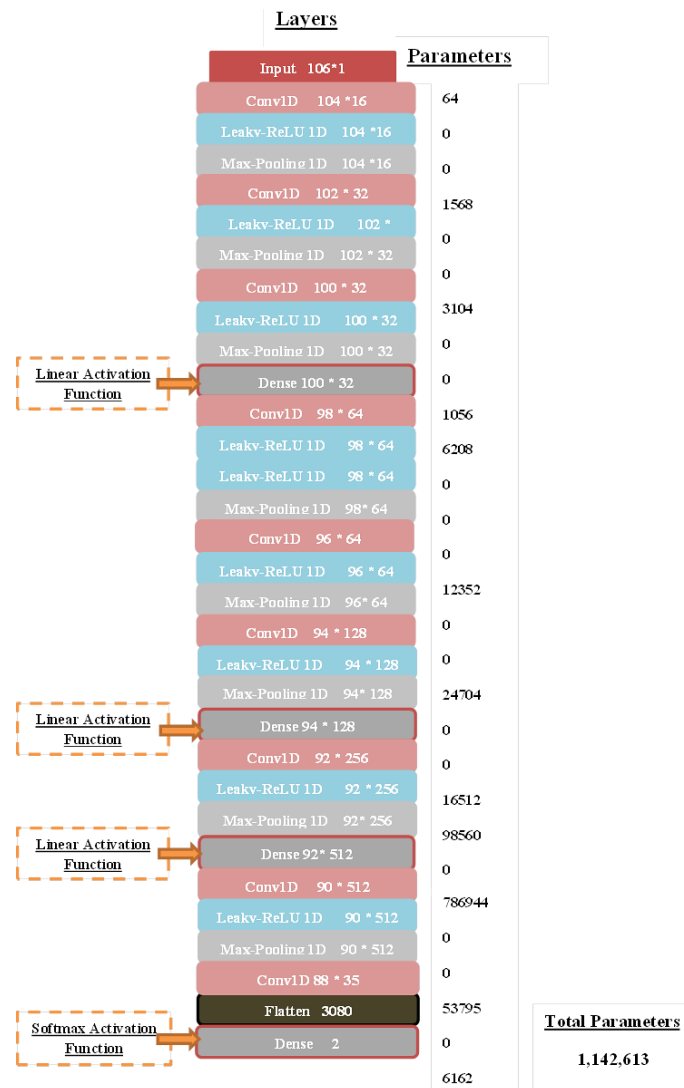 Layers
Input 106*1
Conv1D 104 *16
Leaky-ReLU 1D 104 *16
Max-Pooling 1D 104 *16
Conv1D 102 * 32
Leaky-ReLU 1D 102 *
Max-Pooling 1D 102 * 32
Conv1D 100 * 32
Leaky-ReLU 1D 100 * 32
Max-Pooling 1D 100 * 32
Linear Activation
Function
Dense 100 * 32
Conv1D 98 * 64
Leaky-ReLU 1D 98 * 64
Leaky-ReLU 1D 98 * 64
Max-Pooling 1D 98* 64
Conv1D 96 * 64
Leaky-ReLU 1D 96 * 64
Max-Pooling 1D 96* 64
Conv1D 94 * 128
Leaky-ReLU 1D 94 * 128
Max-Pooling 1D 94* 128
Linear Activation
Function
Dense 94 * 128
Conv1D 92 * 256
Leaky-ReLU 1D 92 * 256
Max-Pooling 1D 92* 256
Linear Activation
Function
Dense 92* 512
Conv1D 90 * 512
Leaky-ReLU 1D 90 * 512
Max-Pooling 1D 90 * 512
Conv1D 88 * 35
Flatten 3080
Softmax Activation
Function
Dense 2
Parameters
64
0
0
1568
0
0
3104
0
0
1056
6208
0
0
0
12352
0
0
24704
0
0
16512
98560
0
786944
0
0
53795
0
6162
Total Parameters
1,142,613